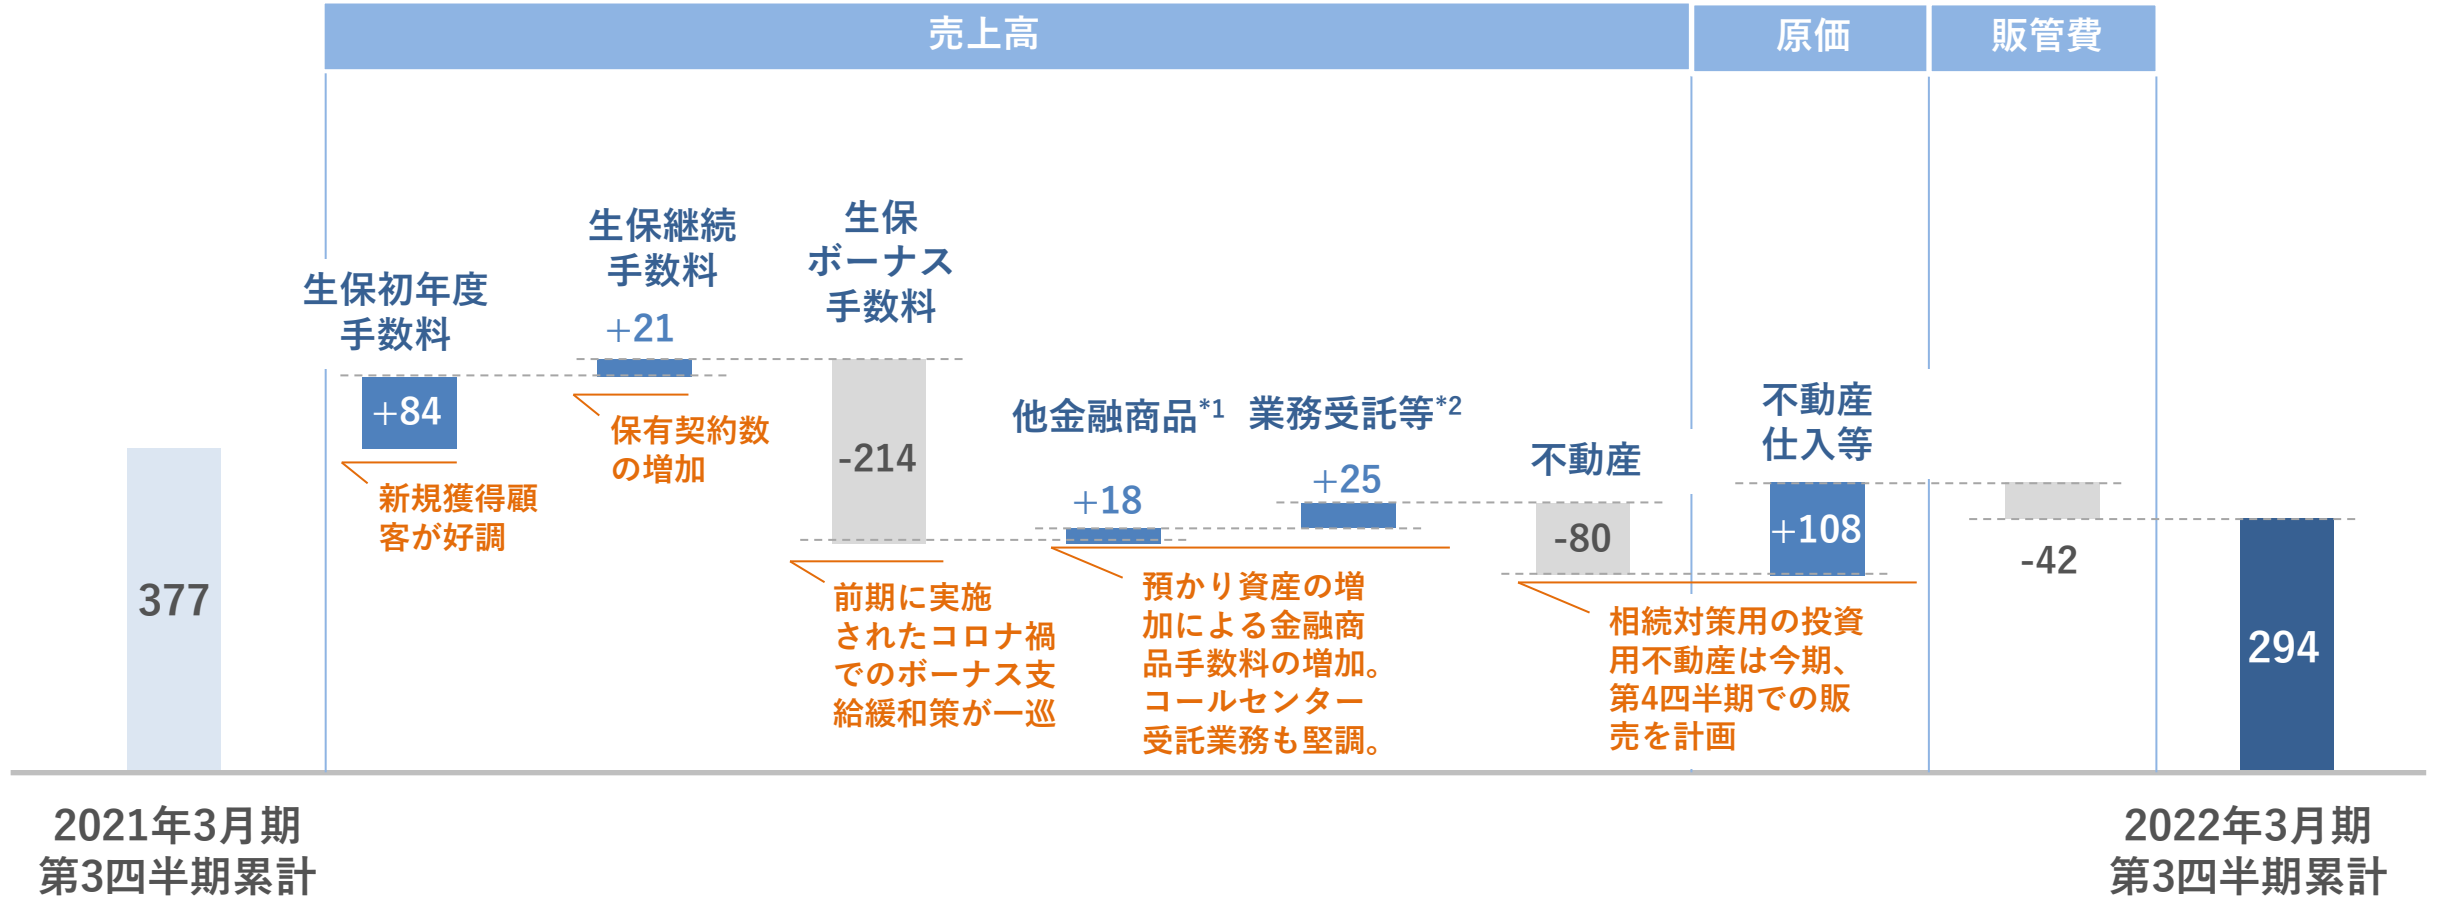 売上高
原価
販管費
生保初年度
手数料
+84
新規獲得顧
客が好調
生保継続
手数料
+21
保有契約数
の増加
生保
ボーナス
手数料
-214
前期に実施
されたコロナ禍
でのボーナス支
給緩和策が一巡
他金融商品*1
+18
業務受託等*2
+25
預かり資産の増
加による金融商
品手数料の増加。
コールセンター
受託業務も堅調。
不動産
-80
不動産
仕入等
+108
相続対策用の投資
用不動産は今期、
第4四半期での販
売を計画
-42
377
294
2021年3月期
第3四半期累計
2022年3月期
第3四半期累計